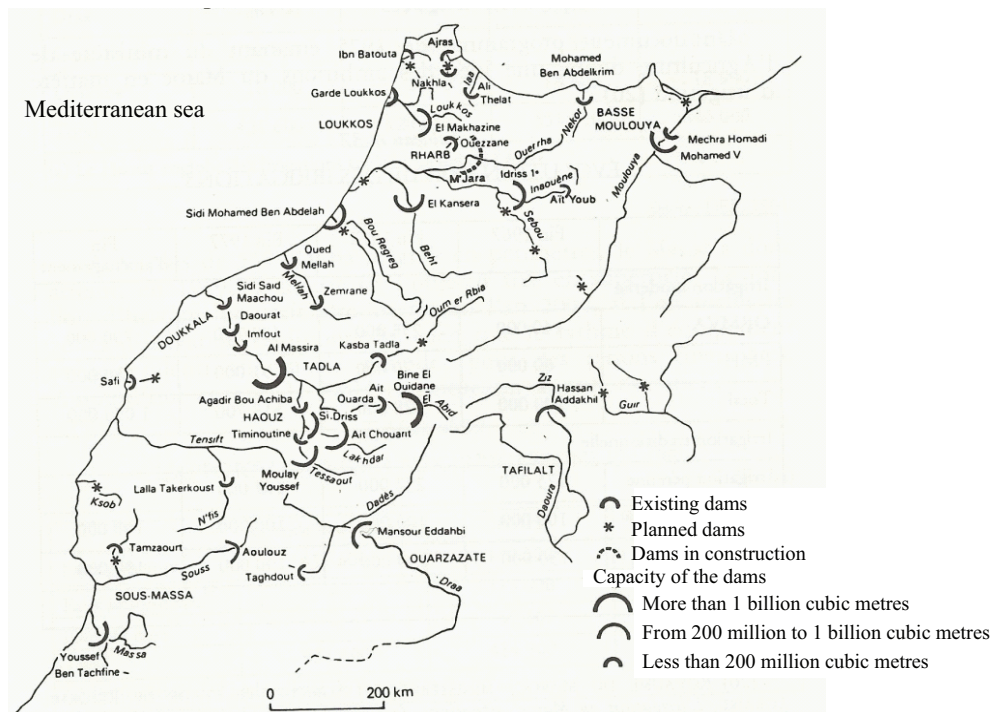 Ajras
Ibn Batouta
Mohamed
Ben Abdelkrim
Mediterranean sea
Nakhla
Iaa
Ali
Thelat
Garde Loukkos
Loukkos
LOUKKOS
El Makhazine
Nekor
BASSE
MOULOUYA
Mechra Homadi
Mohamed V
Ouezzane
Ouerrha
RHARB
M'Jara
Idriss 1
Inaouène
Aït Youb
Moulouya
El Kansera
Sidi Mohamed Ben Abdelah
Sebou
Bou Regreg
Beht
Oued
Mellah
Mellah
Zemrane
Oum er Rbia
Sidi Said
Maachou
Daourat
DOUKKALA
Imfout
Al Massira
Kasba Tadla
TADLA
Safi
Bine El
Ouidane
El
Abid
Ait
Ouarda
Ziz
Hassan
Addakhil
Guir
Agadir Bou Achiba
HAOUZ
Si-Driss
Timinoutine
Ait Chouarit
Lakhdar
Tensift
Tessaout
Moulay
Youssef
TAFILALT
Daoura
Lalla Takerkoust
Ksob
N'fis
Dadès
Existing dams
Planned dams
Dams in construction
Capacity of the dams
More than 1 billion cubic metres
From 200 million to 1 billion cubic metres
Less than 200 million cubic metres
Mansour Eddahbi
OUARZAZATE
Tamzaourt
Aoulouz
Souss
Taghdout
Draa
SOUS-MASSA
Massa
Youssef
Ben Tachfine
0
200 km